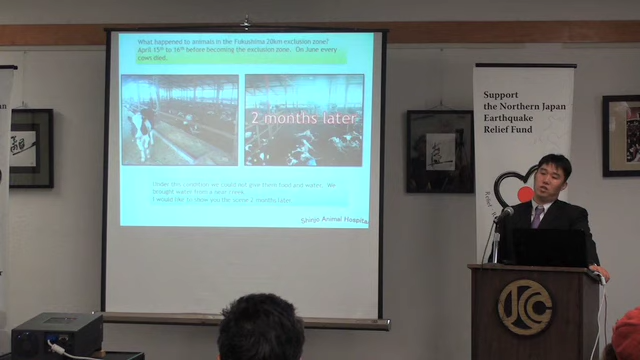 What happened to animals in the Fukushima 20km exclusion zone?
April 15th to 16th before becoming the exclusion zone. On June every
cows died.
2 months later
Under this condition we could not give them food and water. We
brought water from a near creek.
I would like to show you the scene 2 months later.
Shinjo Animal Hospital
Support
the Northern Japan
Earthquake
Relief Fund
JCC